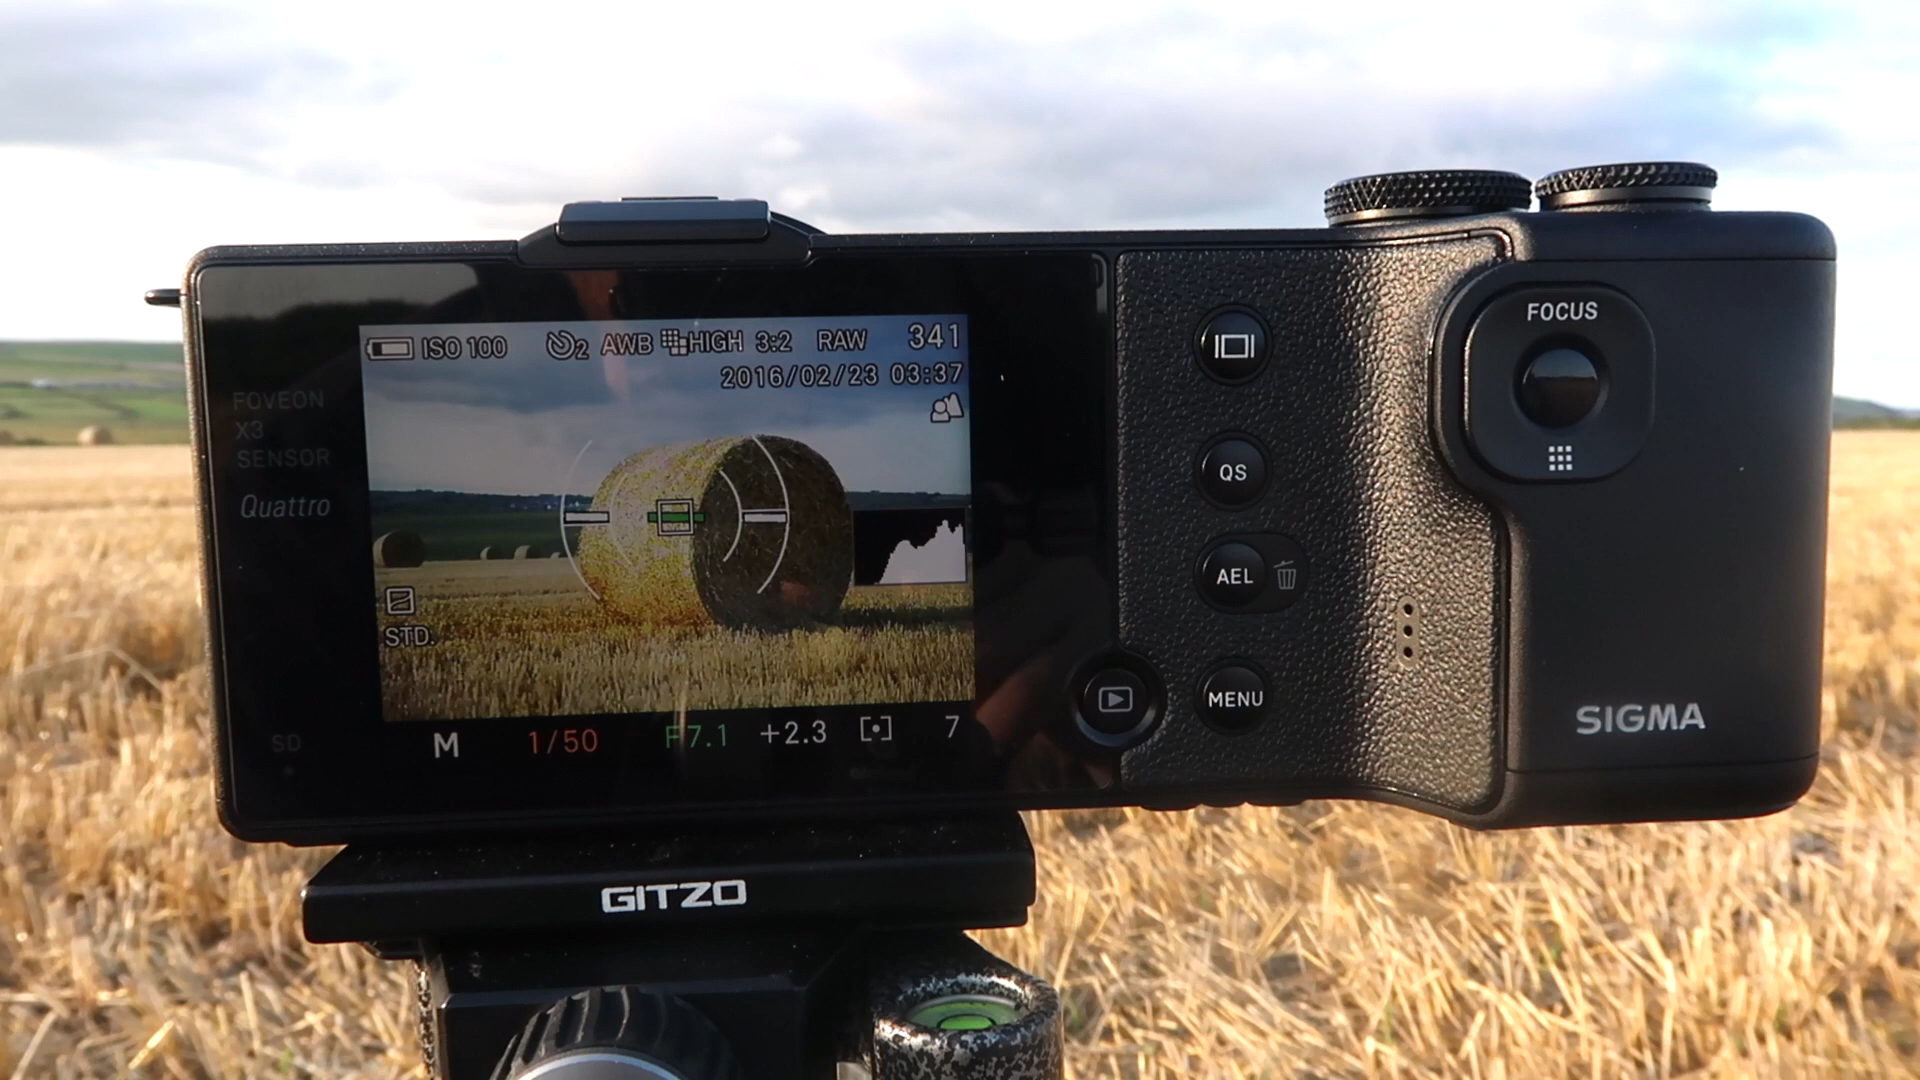 ISO 100 2 AWB HIGH 3:2 RAW 341
2016/02/23 03:37
STD.
M 1/50 F7.1 +2.3 7
FOVEON
X3
SENSOR
Quattro
SD
FOCUS
QS
AEL
MENU
SIGMA
GITZO